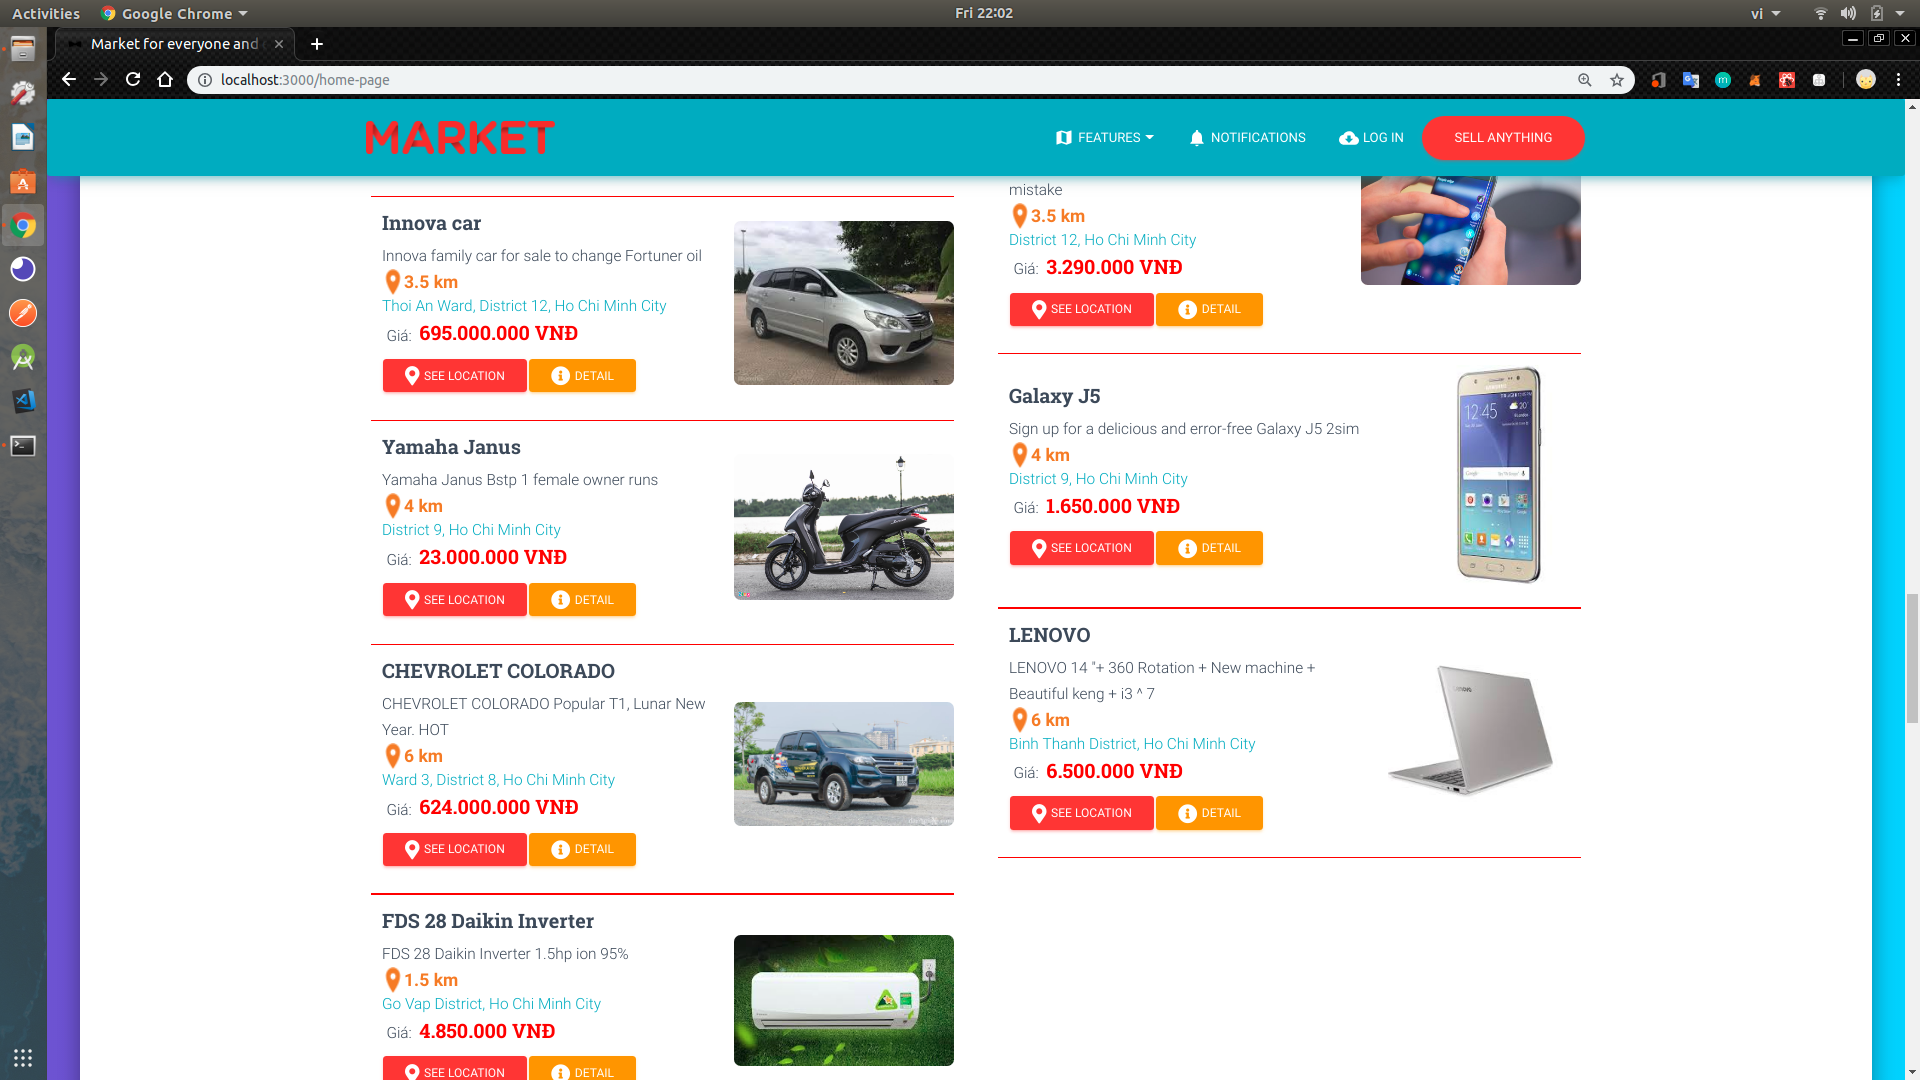 Activities
Google Chrome
Fri 22:02
vi
Market for everyone and
localhost:3000/home-page
MARKET
FEATURES
NOTIFICATIONS
LOG IN
SELL ANYTHING
Innova car
Innova family car for sale to change Fortuner oil
3.5 km
Thoi An Ward, District 12, Ho Chi Minh City
Giá: 695.000.000 VNĐ
SEE LOCATION
DETAIL
Yamaha Janus
Yamaha Janus Bstp 1 female owner runs
4 km
District 9, Ho Chi Minh City
Giá: 23.000.000 VNĐ
SEE LOCATION
DETAIL
CHEVROLET COLORADO
CHEVROLET COLORADO Popular T1, Lunar New
Year. HOT
6 km
Ward 3, District 8, Ho Chi Minh City
Giá: 624.000.000 VNĐ
SEE LOCATION
DETAIL
FDS 28 Daikin Inverter
FDS 28 Daikin Inverter 1.5hp ion 95%
1.5 km
Go Vap District, Ho Chi Minh City
Giá: 4.850.000 VNĐ
SEE LOCATION
DETAIL
mistake
3.5 km
District 12, Ho Chi Minh City
Giá: 3.290.000 VNĐ
SEE LOCATION
DETAIL
Galaxy J5
Sign up for a delicious and error-free Galaxy J5 2sim
4 km
District 9, Ho Chi Minh City
Giá: 1.650.000 VNĐ
SEE LOCATION
DETAIL
SAMSUNG
12:45
20°
Google
LENOVO
LENOVO 14 "+ 360 Rotation + New machine +
Beautiful keng + i3 ^ 7
6 km
Binh Thanh District, Ho Chi Minh City
Giá: 6.500.000 VNĐ
SEE LOCATION
DETAIL
Lenovo